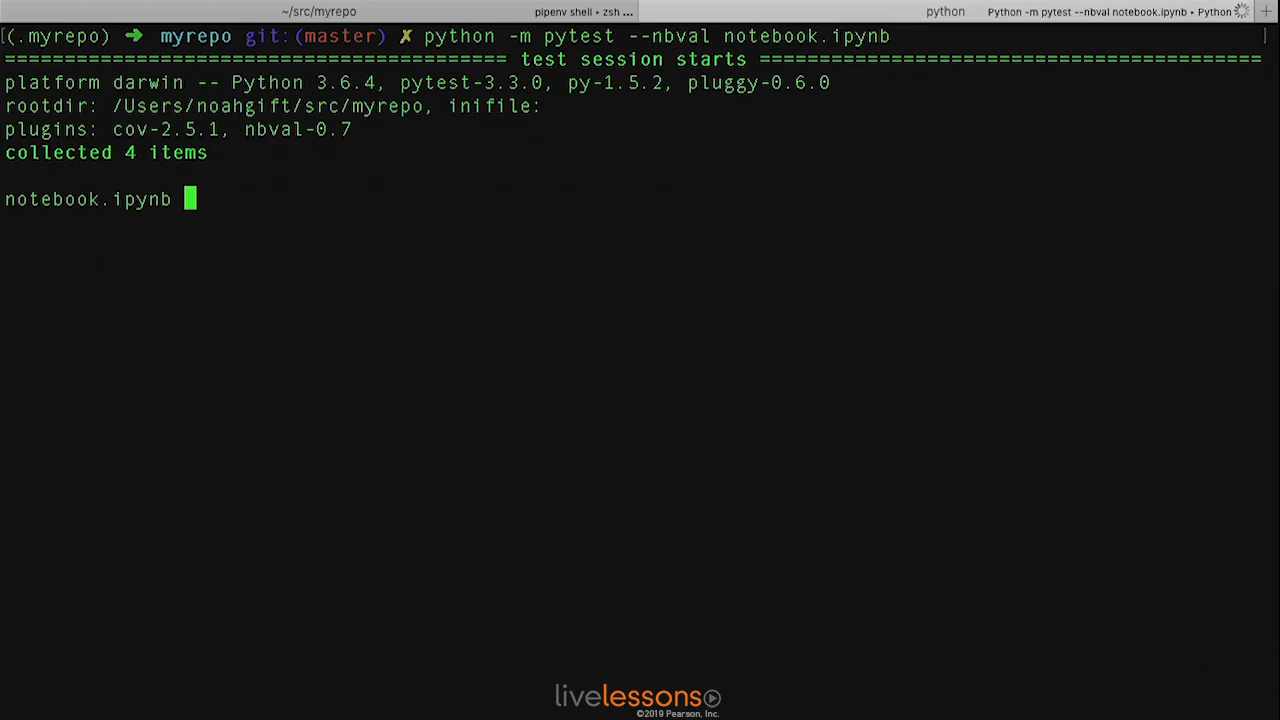 ~/src/myrepo
pipenv shell ▸ zsh ...
python
Python -m pytest --nbval notebook.ipynb ▸ Python
+
[(.myrepo) ➜ myrepo git:(master) ✗ python -m pytest --nbval notebook.ipynb ]
========================================== test session starts ==========================================
platform darwin -- Python 3.6.4, pytest-3.3.0, py-1.5.2, pluggy-0.6.0
rootdir: /Users/noahgift/src/myrepo, inifile:
plugins: cov-2.5.1, nbval-0.7
collected 4 items
notebook.ipynb
livelessons
©2019 Pearson, Inc.